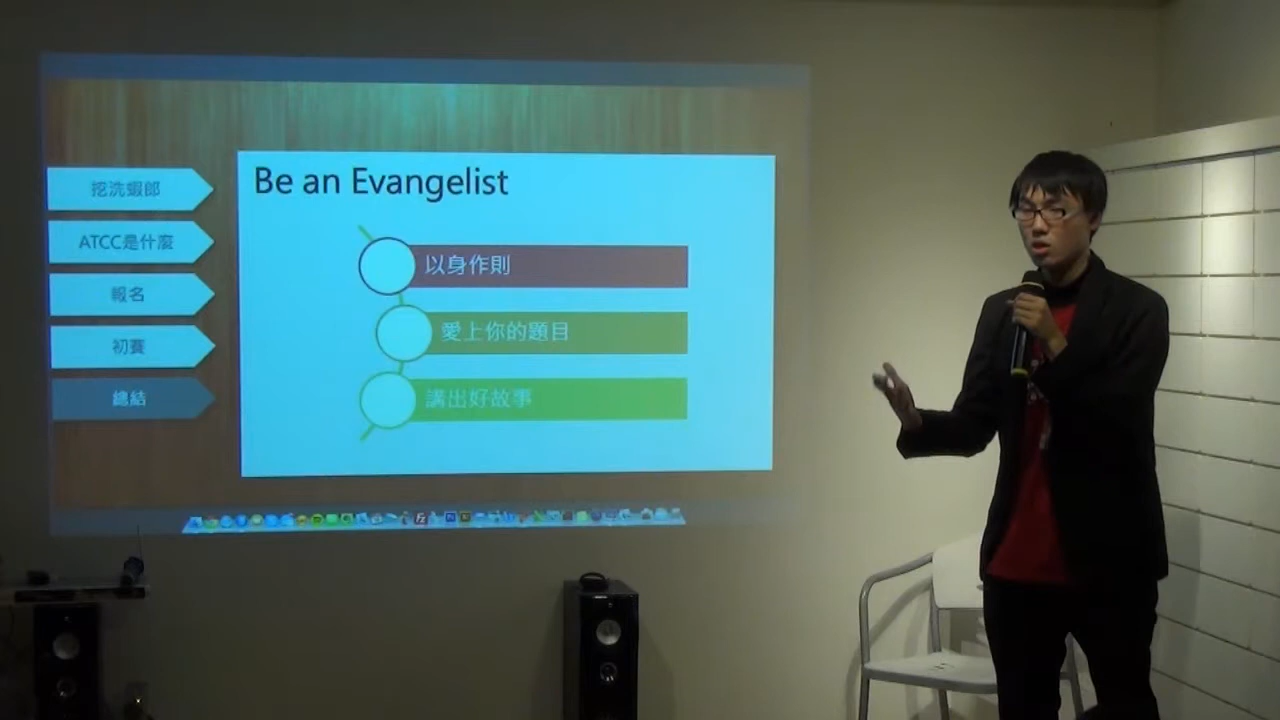 挖洗蝦郎
ATCC是什麼
報名
初賽
總結
Be an Evangelist
以身作則
愛上你的題目
講出好故事
Fz